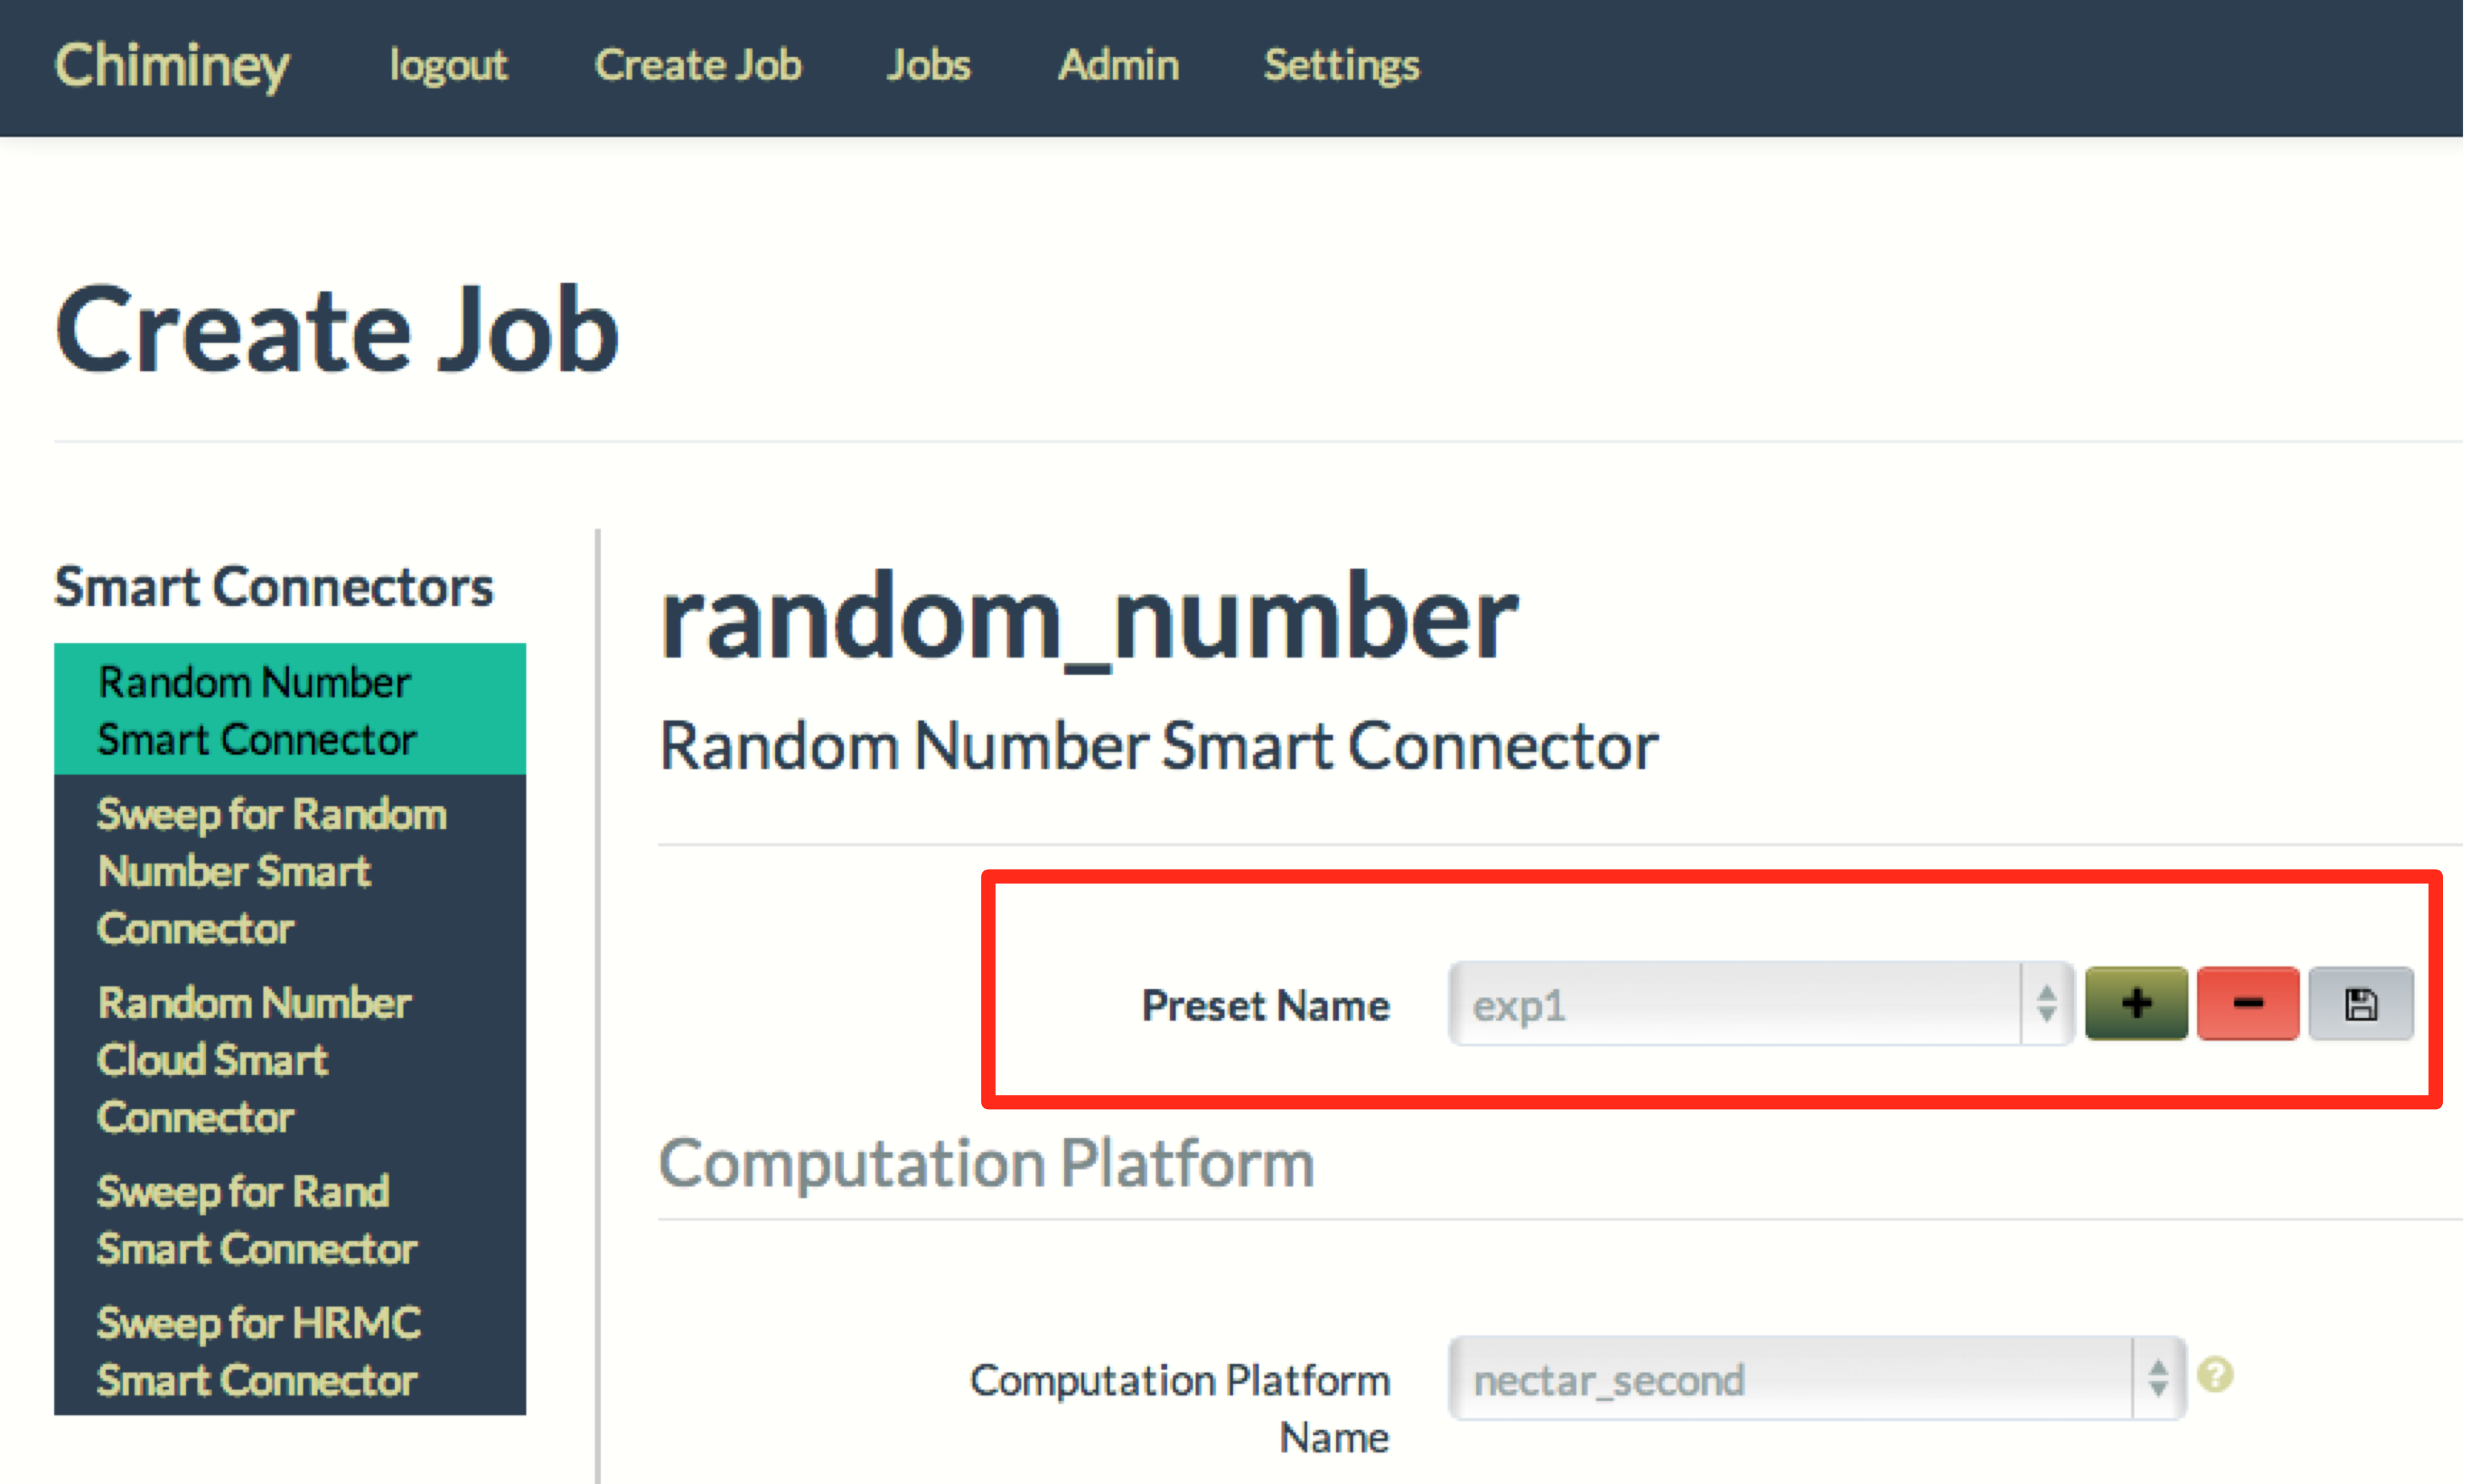 Chiminey logout Create Job Jobs Admin Settings
Create Job
Smart Connectors
Random Number
Smart Connector
Sweep for Random
Number Smart
Connector
Random Number
Cloud Smart
Connector
Sweep for Rand
Smart Connector
Sweep for HRMC
Smart Connector
random_number
Random Number Smart Connector
Preset Name exp1
Computation Platform
Computation Platform
Name
nectar_second